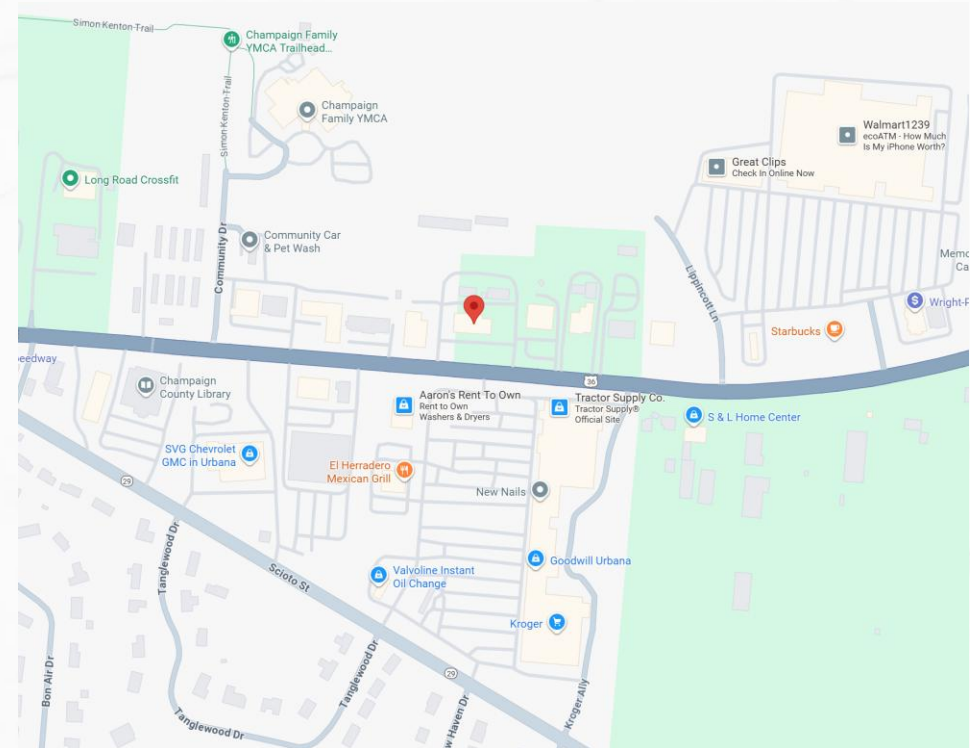 Simon Kenton Trail
Champaign Family
YMCA Trailhead...
Simon Kenton Trail
Champaign
Family YMCA
Walmart1239
ecoATM - How Much
Is My iPhone Worth?
Great Clips
Check In Online Now
Long Road Crossfit
Community Dr
Community Car
& Pet Wash
Lippincott Ln
Memo
Ca
Wright-P
Starbucks
eedway
36
Champaign
County Library
Aaron's Rent To Own
Rent to Own
Washers & Dryers
Tractor Supply Co.
Tractor Supply®
Official Site
S & L Home Center
SVG Chevrolet
GMC in Urbana
El Herradero
Mexican Grill
29
New Nails
Tanglewood Dr
Scioto St
Valvoline Instant
Oil Change
Goodwill Urbana
Kroger
Bon Air Dr
Tanglewood Dr
29
Tanglewood Dr
w Haven Dr
Kroger Ally